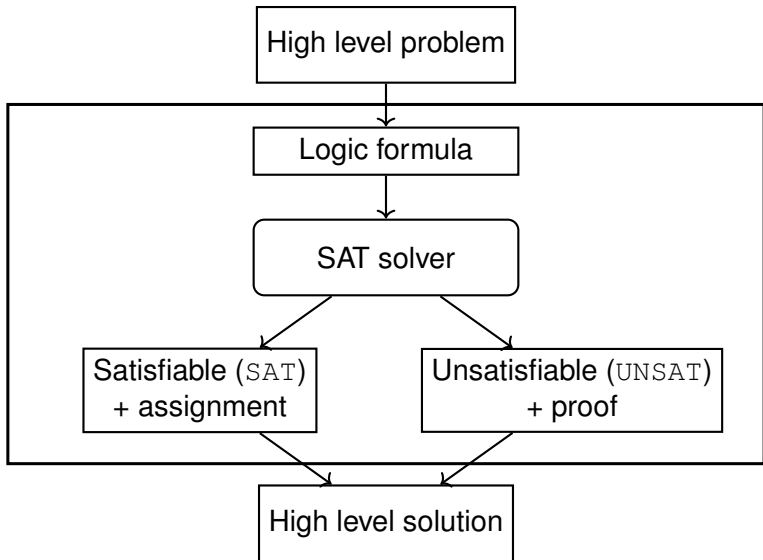 High level problem
Logic formula
SAT solver
Satisfiable (SAT)
+ assignment
Unsatisfiable (UNSAT)
+ proof
High level solution